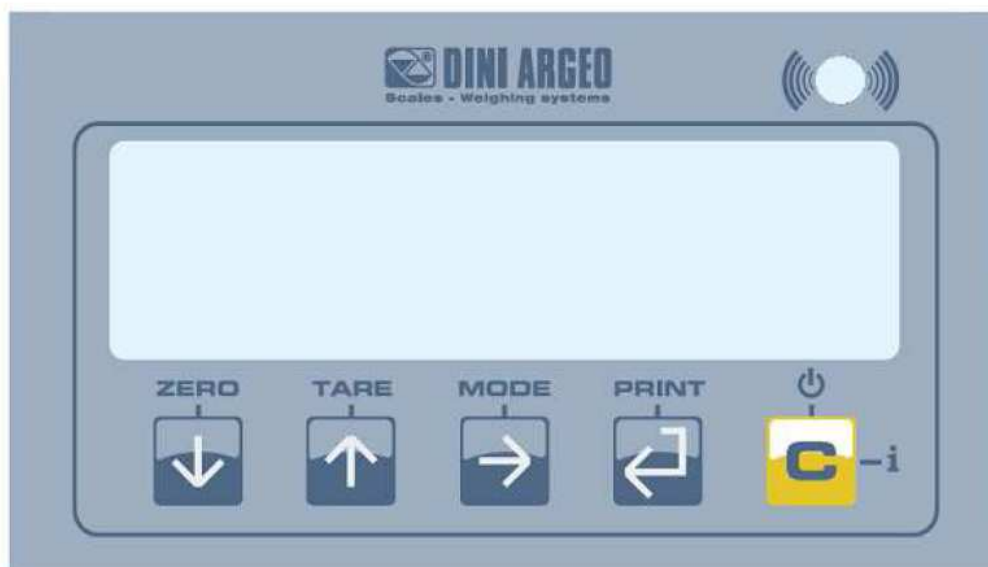 DINI ARGEO
Scales - Weighing systems
ZERO TARE MODE PRINT
C i